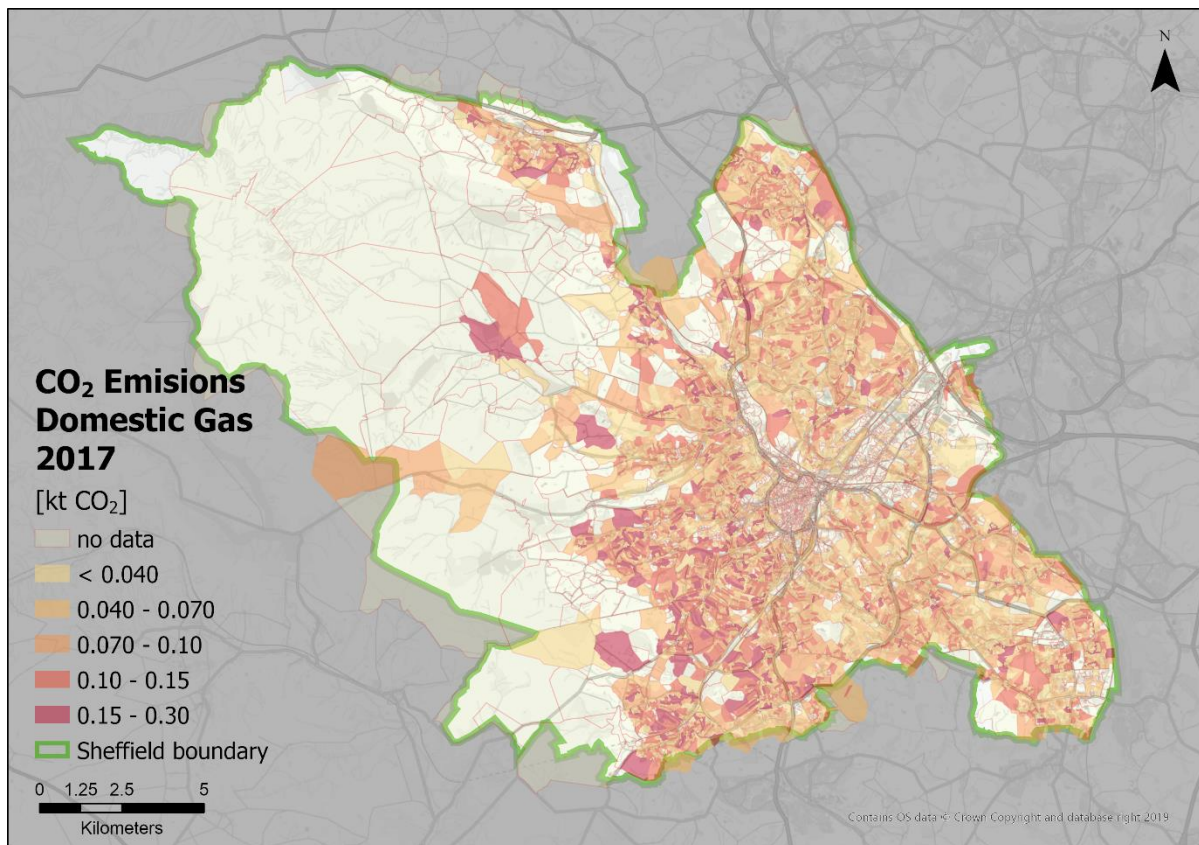 N
CO₂ Emisions
Domestic Gas
2017
[kt CO₂]
no data
< 0.040
0.040 - 0.070
0.070 - 0.10
0.10 - 0.15
0.15 - 0.30
Sheffield boundary
0 1.25 2.5 5
Kilometers
Contains OS data © Crown Copyright and database right 2019